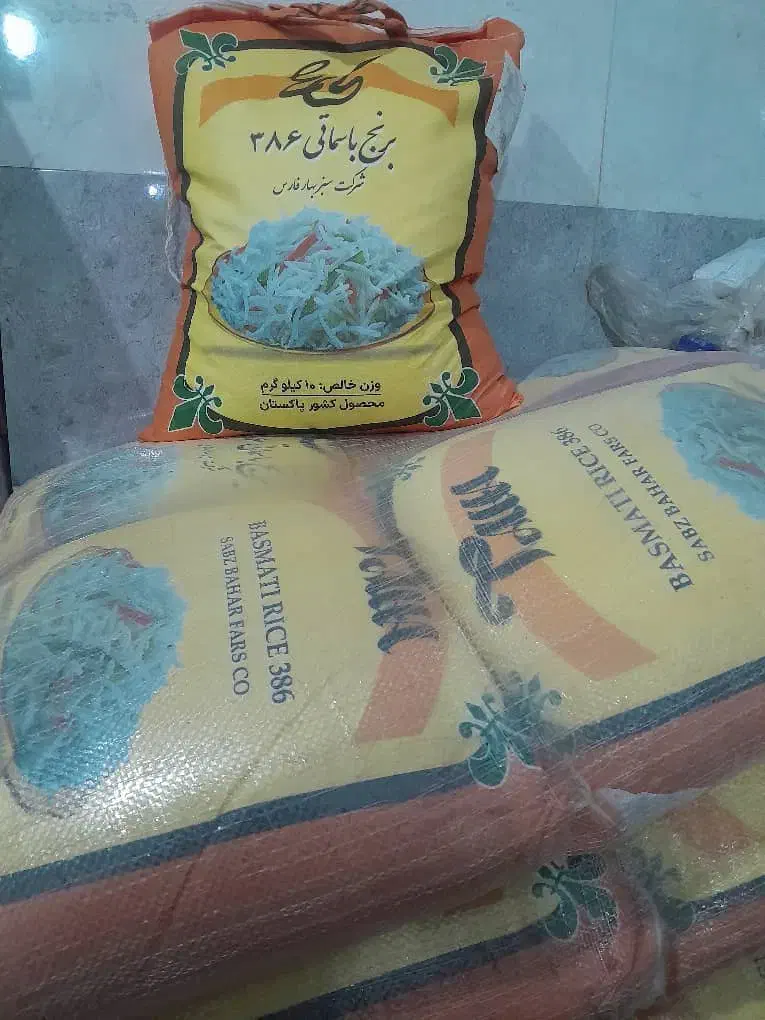 برنج باسماتی ۳۸۶
شرکت سبز بهار فارس
وزن خالص: ۱۰ کیلو گرم
محصول کشور پاکستان
BASMATI RICE 386
SABZ BAHAR FARS CO
BASMATI RICE 386
SABZ BAHAR FARS CO